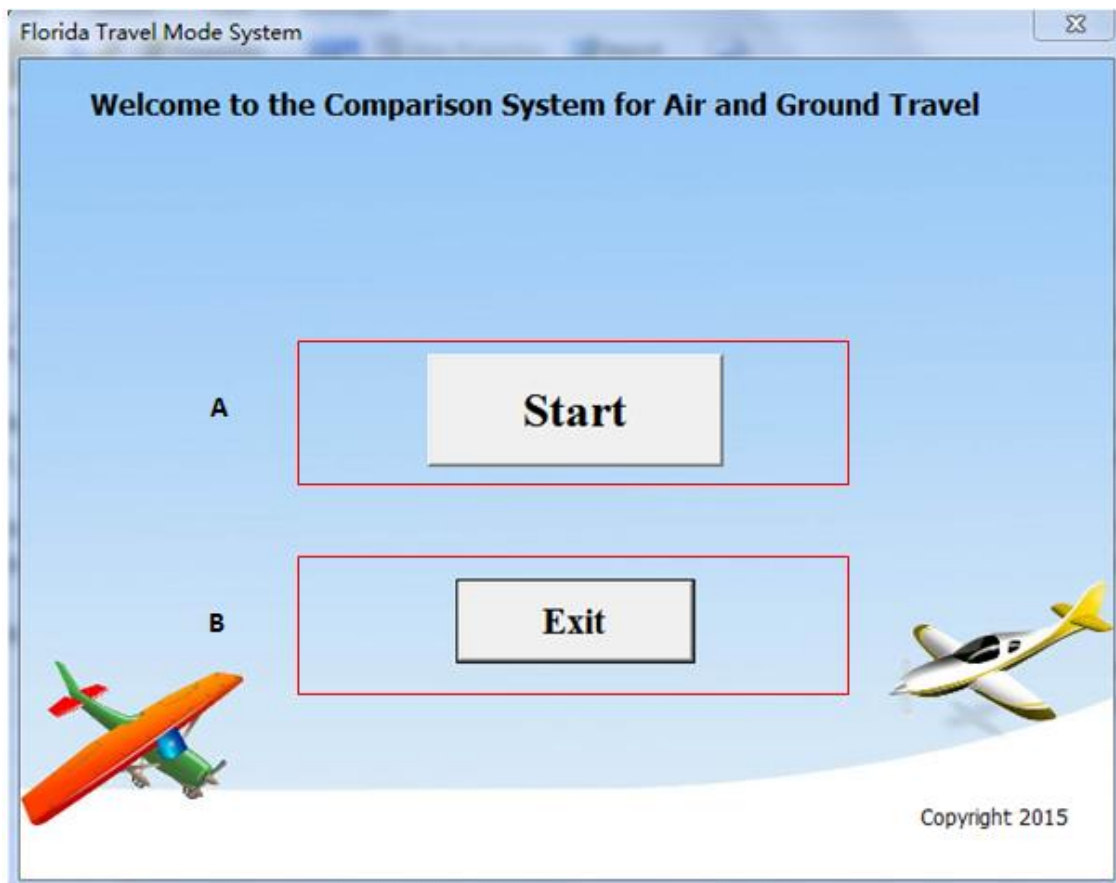 Florida Travel Mode System
Welcome to the Comparison System for Air and Ground Travel
A
Start
B
Exit
Copyright 2015